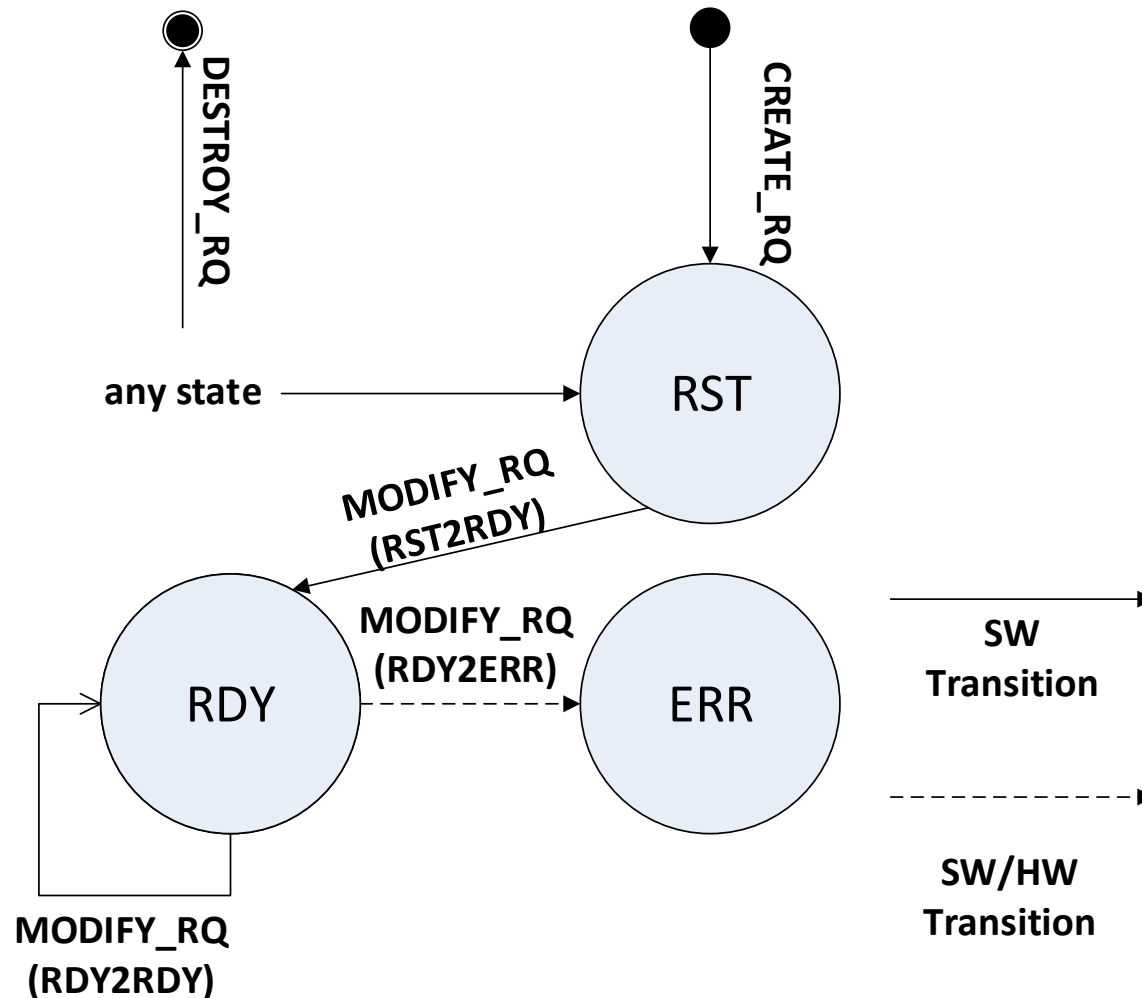 DESTROY_RQ
CREATE_RQ
any state
RST
MODIFY_RQ
(RST2RDY)
MODIFY_RQ
(RDY2ERR)
RDY
ERR
SW
Transition
SW/HW
Transition
MODIFY_RQ
(RDY2RDY)